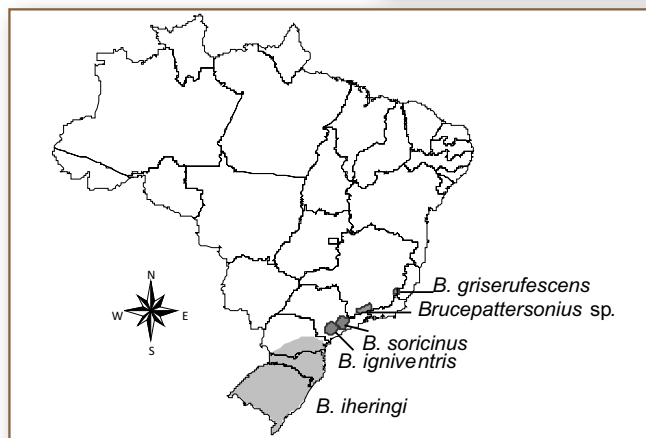 N
W E
S
B. griserufescens
Brucepattersonius sp.
B. soricinus
B. igniventris
B. iheringi